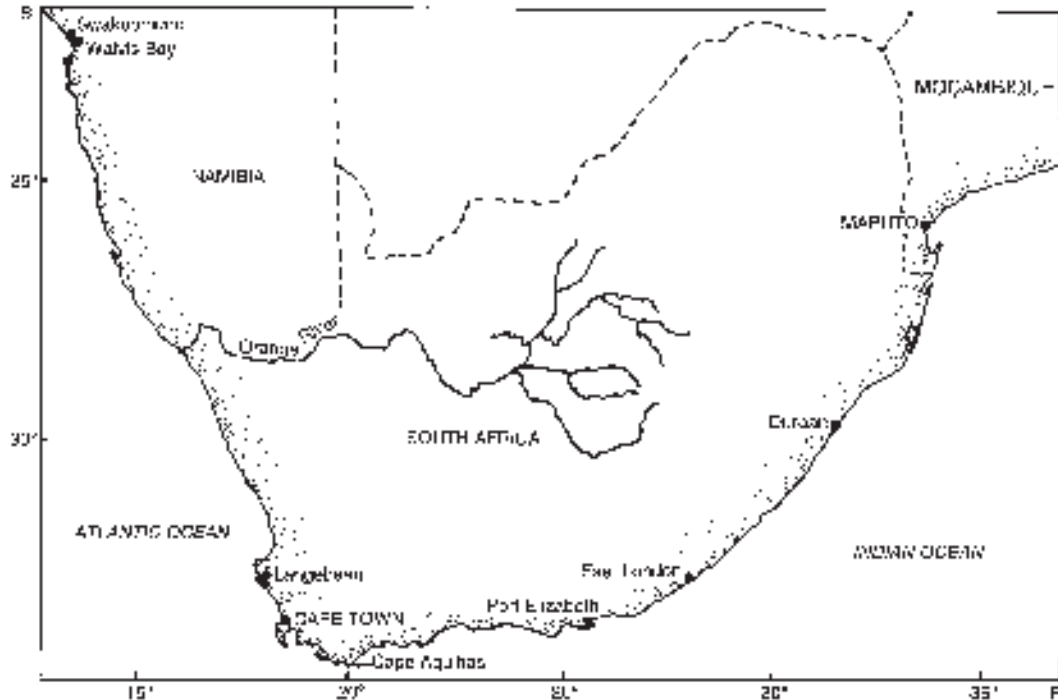 S
Swakopmund
Walvis Bay
MOÇAMBIQU -
25°
NAMIBIA
MAPUTO
Orange
Durban
30°
SOUTH AFRICA
ATLANTIC OCEAN
INDIAN OCEAN
Langebaan
East London
Port Elizabeth
CAPE TOWN
Cape Agulhas
15° 20° 35° E